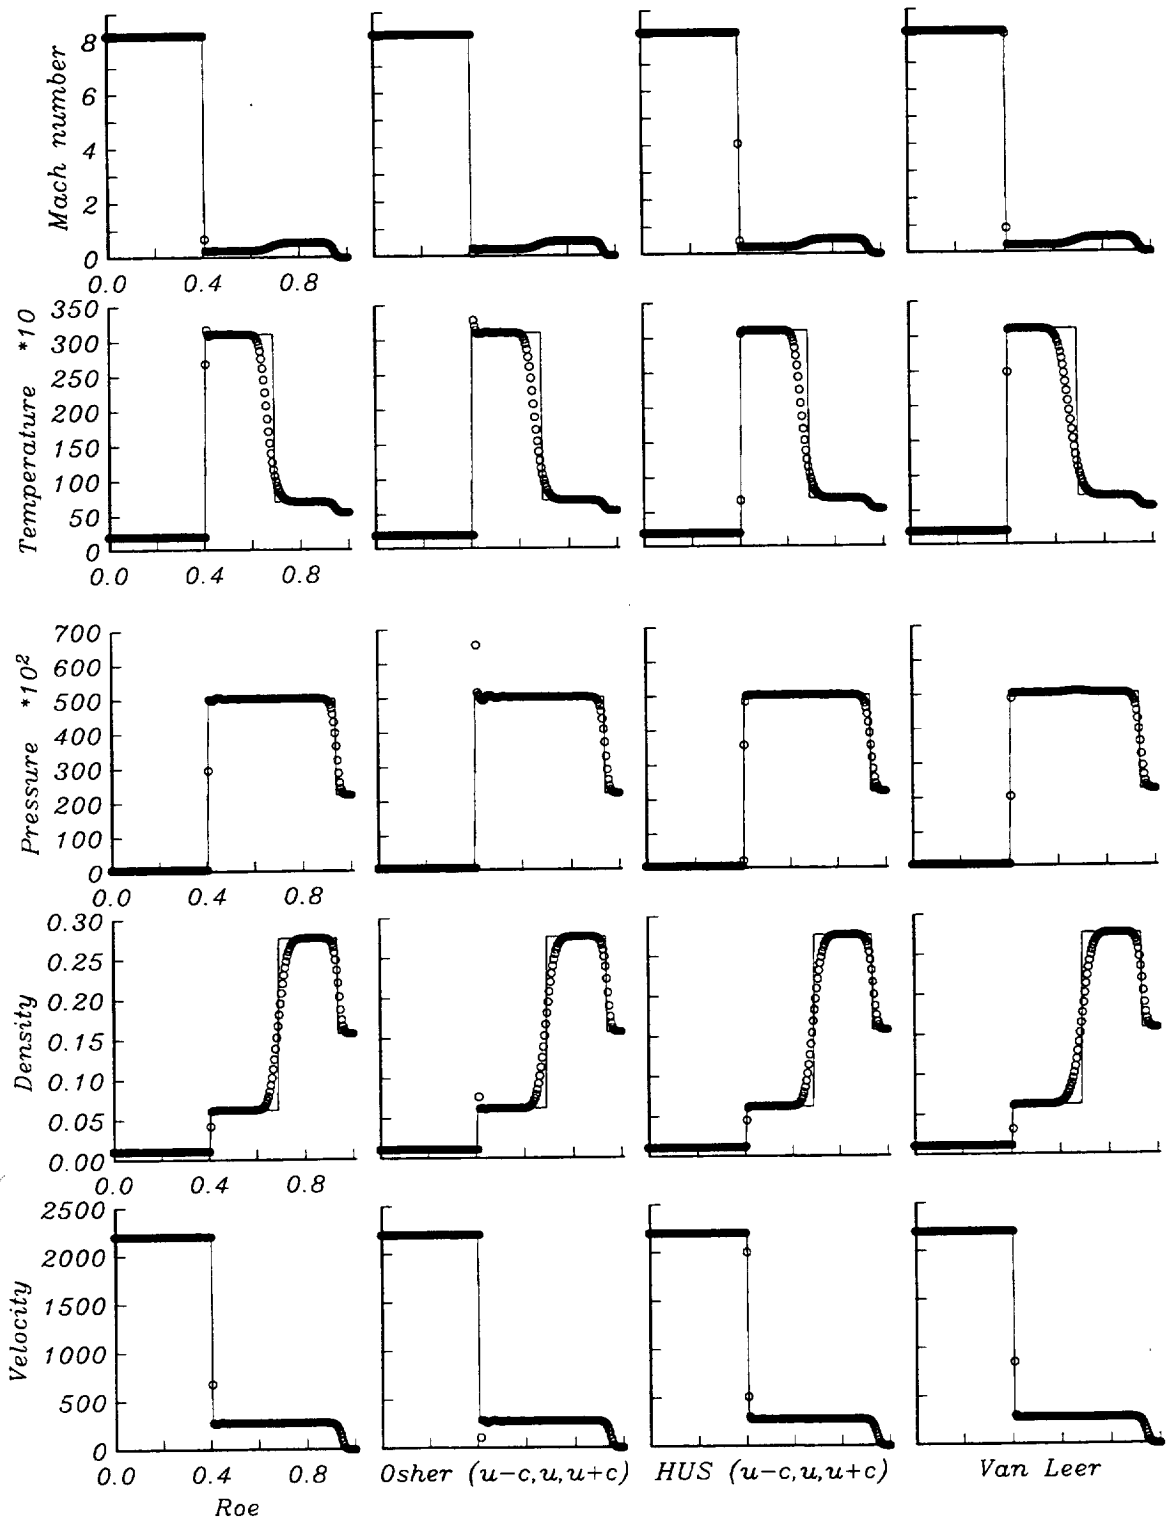 Mach number
8
6
4
2
0
0.0 0.4 0.8
Temperature *10
350
300
250
200
150
100
50
0
0.0 0.4 0.8
Pressure *10²
700
600
500
400
300
200
100
0
0.0 0.4 0.8
Density
0.30
0.25
0.20
0.15
0.10
0.05
0.00
0.0 0.4 0.8
Velocity
2500
2000
1500
1000
500
0
0.0 0.4 0.8
Roe
Osher (u-c,u,u+c)
HUS (u-c,u,u+c)
Van Leer